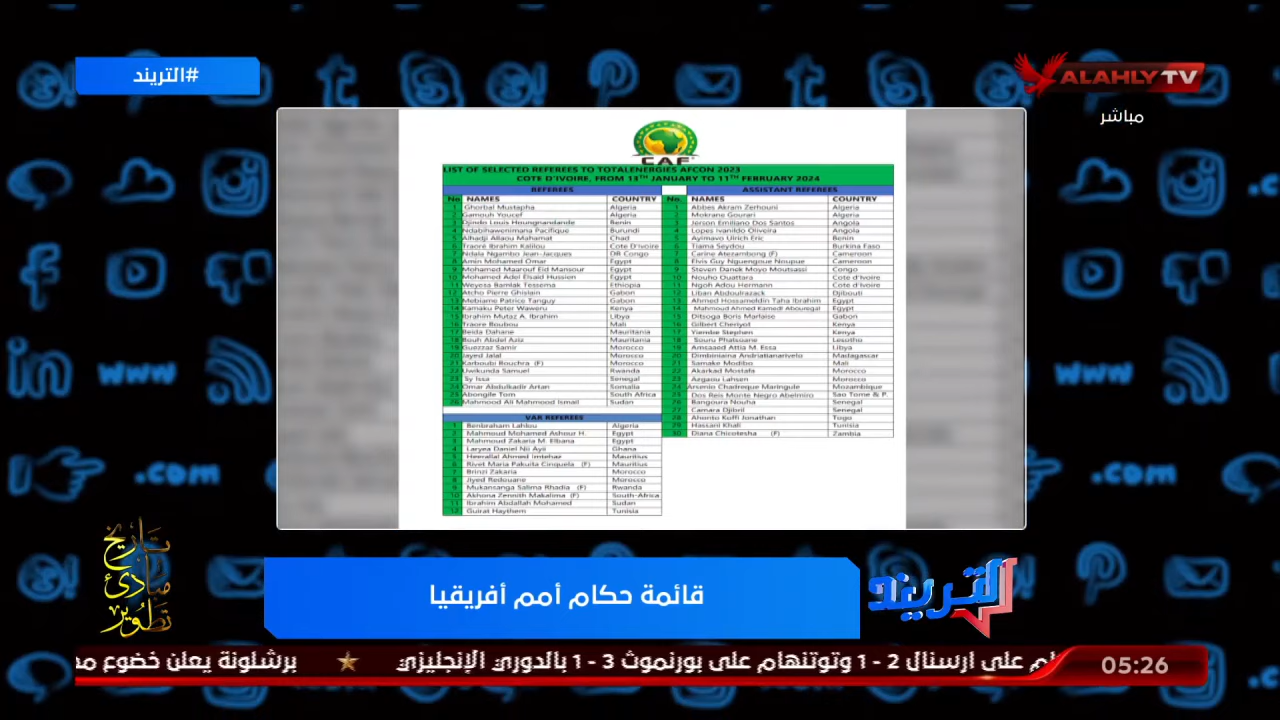 #التريند
ALAHLY TV
مباشر
CAF
LIST OF SELECTED REFEREES TO TOTALENERGIES AFCON 2023
COTE D'IVOIRE, FROM 13TH JANUARY TO 11TH FEBRUARY 2024
REFEREES
No NAMES COUNTRY
1 Ghorbal Mustapha Algeria
2 Gamouh Youcef Algeria
3 Djindo Louis Houngnandande Benin
4 Ndabihawenimana Pacifique Burundi
5 Alhadji Allaou Mahamat Chad
6 Traoré Ibrahim Kalilou Cote D'Ivoire
7 Ndala Ngambo Jean-Jacques DR Congo
8 Amin Mohamed Omar Egypt
9 Mohamed Maarouf Eid Mansour Egypt
10 Mohamed Adel Elsaid Hussien Egypt
11 Weyesa Bamlak Tessema Ethiopia
12 Atcho Pierre Ghislain Gabon
13 Mebiame Patrice Tanguy Gabon
14 Kamaku Peter Waweru Kenya
15 Ibrahim Mutaz A. Ibrahim Libya
16 Traore Boubou Mali
17 Beida Dahane Mauritania
18 Bouh Abdel Aziz Mauritania
19 Guezzaz Samir Morocco
20 Jayed Jalal Morocco
21 Karboubi Bouchra (F) Morocco
22 Uwikunda Samuel Rwanda
23 Sy Issa Senegal
24 Omar Abdulkadir Artan Somalia
25 Abongile Tom South Africa
26 Mahmood Ali Mahmood Ismail Sudan
VAR REFEREES
1 Benbraham Lahlou Algeria
2 Mahmoud Mohamed Ashour H. Egypt
3 Mahmoud Zakaria M. Elbana Egypt
4 Laryea Daniel Nii Ayii Ghana
5 Heerallal Ahmed Imtehaz Mauritius
6 Rivet Maria Pakuita Cinquela (F) Mauritius
7 Brinzi Zakaria Morocco
8 Jiyed Redouane Morocco
9 Mukansanga Salima Rhadia (F) Rwanda
10 Akhona Zennith Makalima (F) South-Africa
11 Ibrahim Abdallah Mohamed Sudan
12 Guirat Haythem Tunisia
ASSISTANT REFEREES
No. NAMES COUNTRY
1 Abbes Akram Zerhouni Algeria
2 Mokrane Gourari Algeria
3 Jerson Emiliano Dos Santos Angola
4 Lopes Ivanildo Oliveira Angola
5 Ayimavo Ulrich Eric Benin
6 Tiama Seydou Burkina Faso
7 Carine Atezambong (F) Cameroon
8 Elvis Guy Nguengoue Noupue Cameroon
9 Steven Danek Moyo Moutsassi Congo
10 Nouho Ouattara Cote d'Ivoire
11 Ngoh Adou Hermann Cote d'Ivoire
12 Liban Abdoulrazack Djibouti
13 Ahmed Hossameldin Taha Ibrahim Egypt
14 Mahmoud Ahmed Kamedl Abouregal Egypt
15 Ditsoga Boris Marlaise Gabon
16 Gilbert Cheriyot Kenya
17 Yiembe Stephen Kenya
18 Souru Phatsoane Lesotho
19 Amsaaed Attia M. Essa Libya
20 Dimbiniaina Andriatianarivelo Madagascar
21 Samake Modibo Mali
22 Akarkad Mostafa Morocco
23 Azgaou Lahsen Morocco
24 Arsenio Chadreque Maringule Mozambique
25 Dos Reis Monte Negro Abelmiro Sao Tome & P.
26 Bangoura Nouha Senegal
27 Camara Djibril Senegal
28 Ahonto Koffi Jonathan Togo
29 Hassani Khalil Tunisia
30 Diana Chicotesha (F) Zambia
تاريخ
مبادئ
تطوير
قائمة حكام أمم أفريقيا
التريند
ام على ارسنال 2 - 1 وتوتنهام على بورنموث 3 - 1 بالدوري الإنجليزي ★ برشلونة يعلن خضوع
05:26
www
.com
.com
www